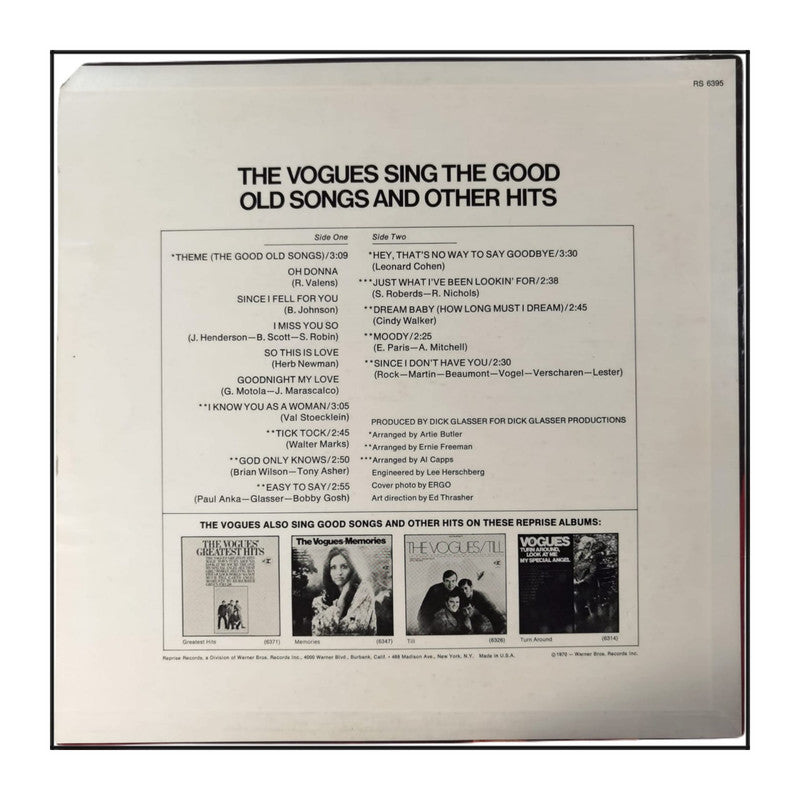 RS 6395
THE VOGUES SING THE GOOD
OLD SONGS AND OTHER HITS
Side One
*THEME (THE GOOD OLD SONGS)/3:09
OH DONNA
(R. Valens)
SINCE I FELL FOR YOU
(B. Johnson)
I MISS YOU SO
(J. Henderson—B. Scott—S. Robin)
SO THIS IS LOVE
(Herb Newman)
GOODNIGHT MY LOVE
(G. Motola—J. Marascalco)
**I KNOW YOU AS A WOMAN/3:05
(Val Stoecklein)
**TICK TOCK/2:45
(Walter Marks)
**GOD ONLY KNOWS/2:50
(Brian Wilson—Tony Asher)
**EASY TO SAY/2:55
(Paul Anka—Glasser—Bobby Gosh)
Side Two
*HEY, THAT'S NO WAY TO SAY GOODBYE/3:30
(Leonard Cohen)
***JUST WHAT I'VE BEEN LOOKIN' FOR/2:38
(S. Roberds—R. Nichols)
**DREAM BABY (HOW LONG MUST I DREAM)/2:45
(Cindy Walker)
**MOODY/2:25
(E. Paris—A. Mitchell)
**SINCE I DON'T HAVE YOU/2:30
(Rock—Martin—Beaumont—Vogel—Verscharen—Lester)
PRODUCED BY DICK GLASSER FOR DICK GLASSER PRODUCTIONS
*Arranged by Artie Butler
**Arranged by Ernie Freeman
***Arranged by Al Capps
Engineered by Lee Herschberg
Cover photo by ERGO
Art direction by Ed Thrasher
THE VOGUES ALSO SING GOOD SONGS AND OTHER HITS ON THESE REPRISE ALBUMS:
THE VOGUES'
GREATEST HITS
The Vogues·Memories
THE VOGUES/TILL
VOGUES
TURN AROUND,
LOOK AT ME
MY SPECIAL ANGEL
Greatest Hits (6371)
Memories (6347)
Till (6326)
Turn Around (6314)
Reprise Records, a Division of Warner Bros. Records Inc., 4000 Warner Blvd., Burbank, Calif. • 488 Madison Ave., New York, N.Y. Made in U.S.A.
©1970 — Warner Bros. Records Inc.